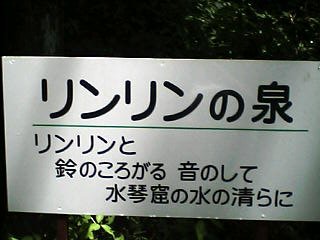 リンリンの泉
リンリンと
鈴のころがる 音のして
水琴窟の水の清らに